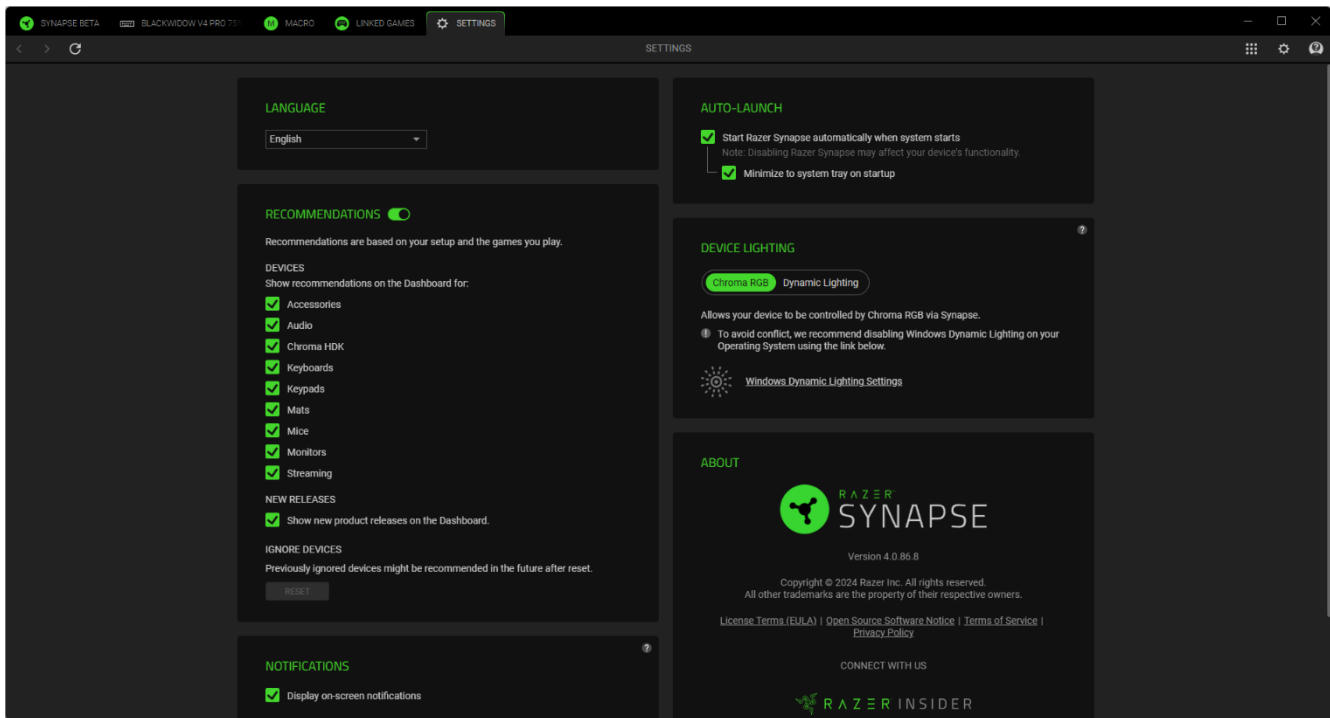 SYNAPSE BETA
BLACKWIDOW V4 PRO 75%
MACRO
LINKED GAMES
SETTINGS
SETTINGS
LANGUAGE
English
RECOMMENDATIONS
Recommendations are based on your setup and the games you play.
DEVICES
Show recommendations on the Dashboard for:
Accessories
Audio
Chroma HDK
Keyboards
Keypads
Mats
Mice
Monitors
Streaming
NEW RELEASES
Show new product releases on the Dashboard.
IGNORE DEVICES
Previously ignored devices might be recommended in the future after reset.
RESET
NOTIFICATIONS
Display on-screen notifications
AUTO-LAUNCH
Start Razer Synapse automatically when system starts
Note: Disabling Razer Synapse may affect your device's functionality.
Minimize to system tray on startup
DEVICE LIGHTING
Chroma RGB Dynamic Lighting
Allows your device to be controlled by Chroma RGB via Synapse.
To avoid conflict, we recommend disabling Windows Dynamic Lighting on your
Operating System using the link below.
Windows Dynamic Lighting Settings
ABOUT
RAZER
SYNAPSE
Version 4.0.86.8
Copyright © 2024 Razer Inc. All rights reserved.
All other trademarks are the property of their respective owners.
License Terms (EULA) | Open Source Software Notice | Terms of Service |
Privacy Policy
CONNECT WITH US
RAZER INSIDER